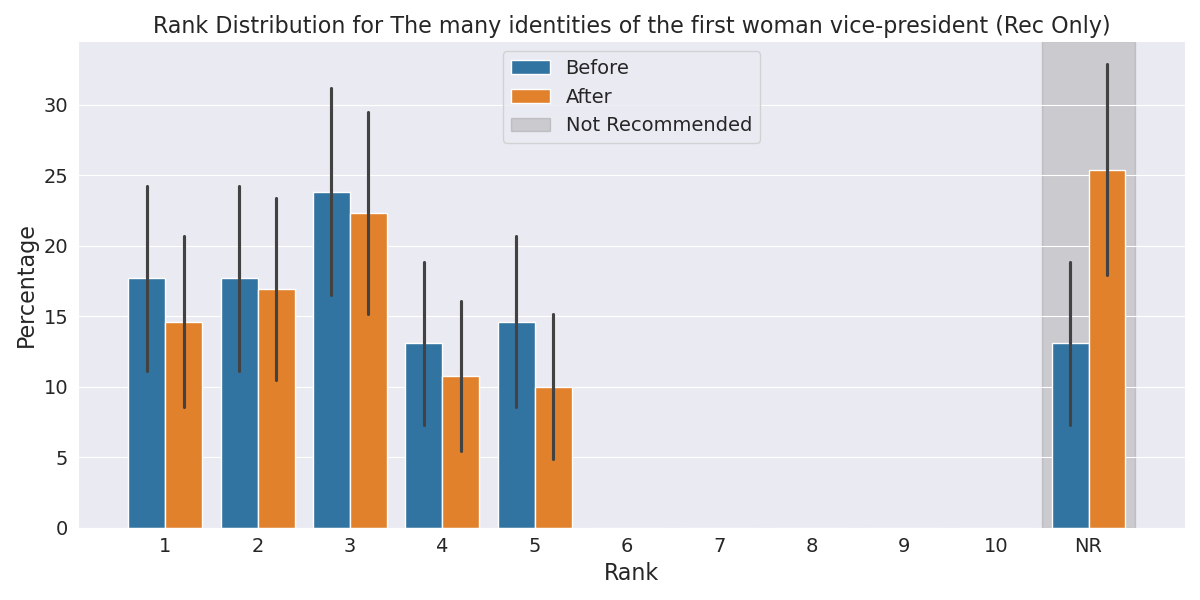 Rank Distribution for The many identities of the first woman vice-president (Rec Only)
Before
After
Not Recommended
Percentage
30
25
20
15
10
5
0
1 2 3 4 5 6 7 8 9 10 NR
Rank